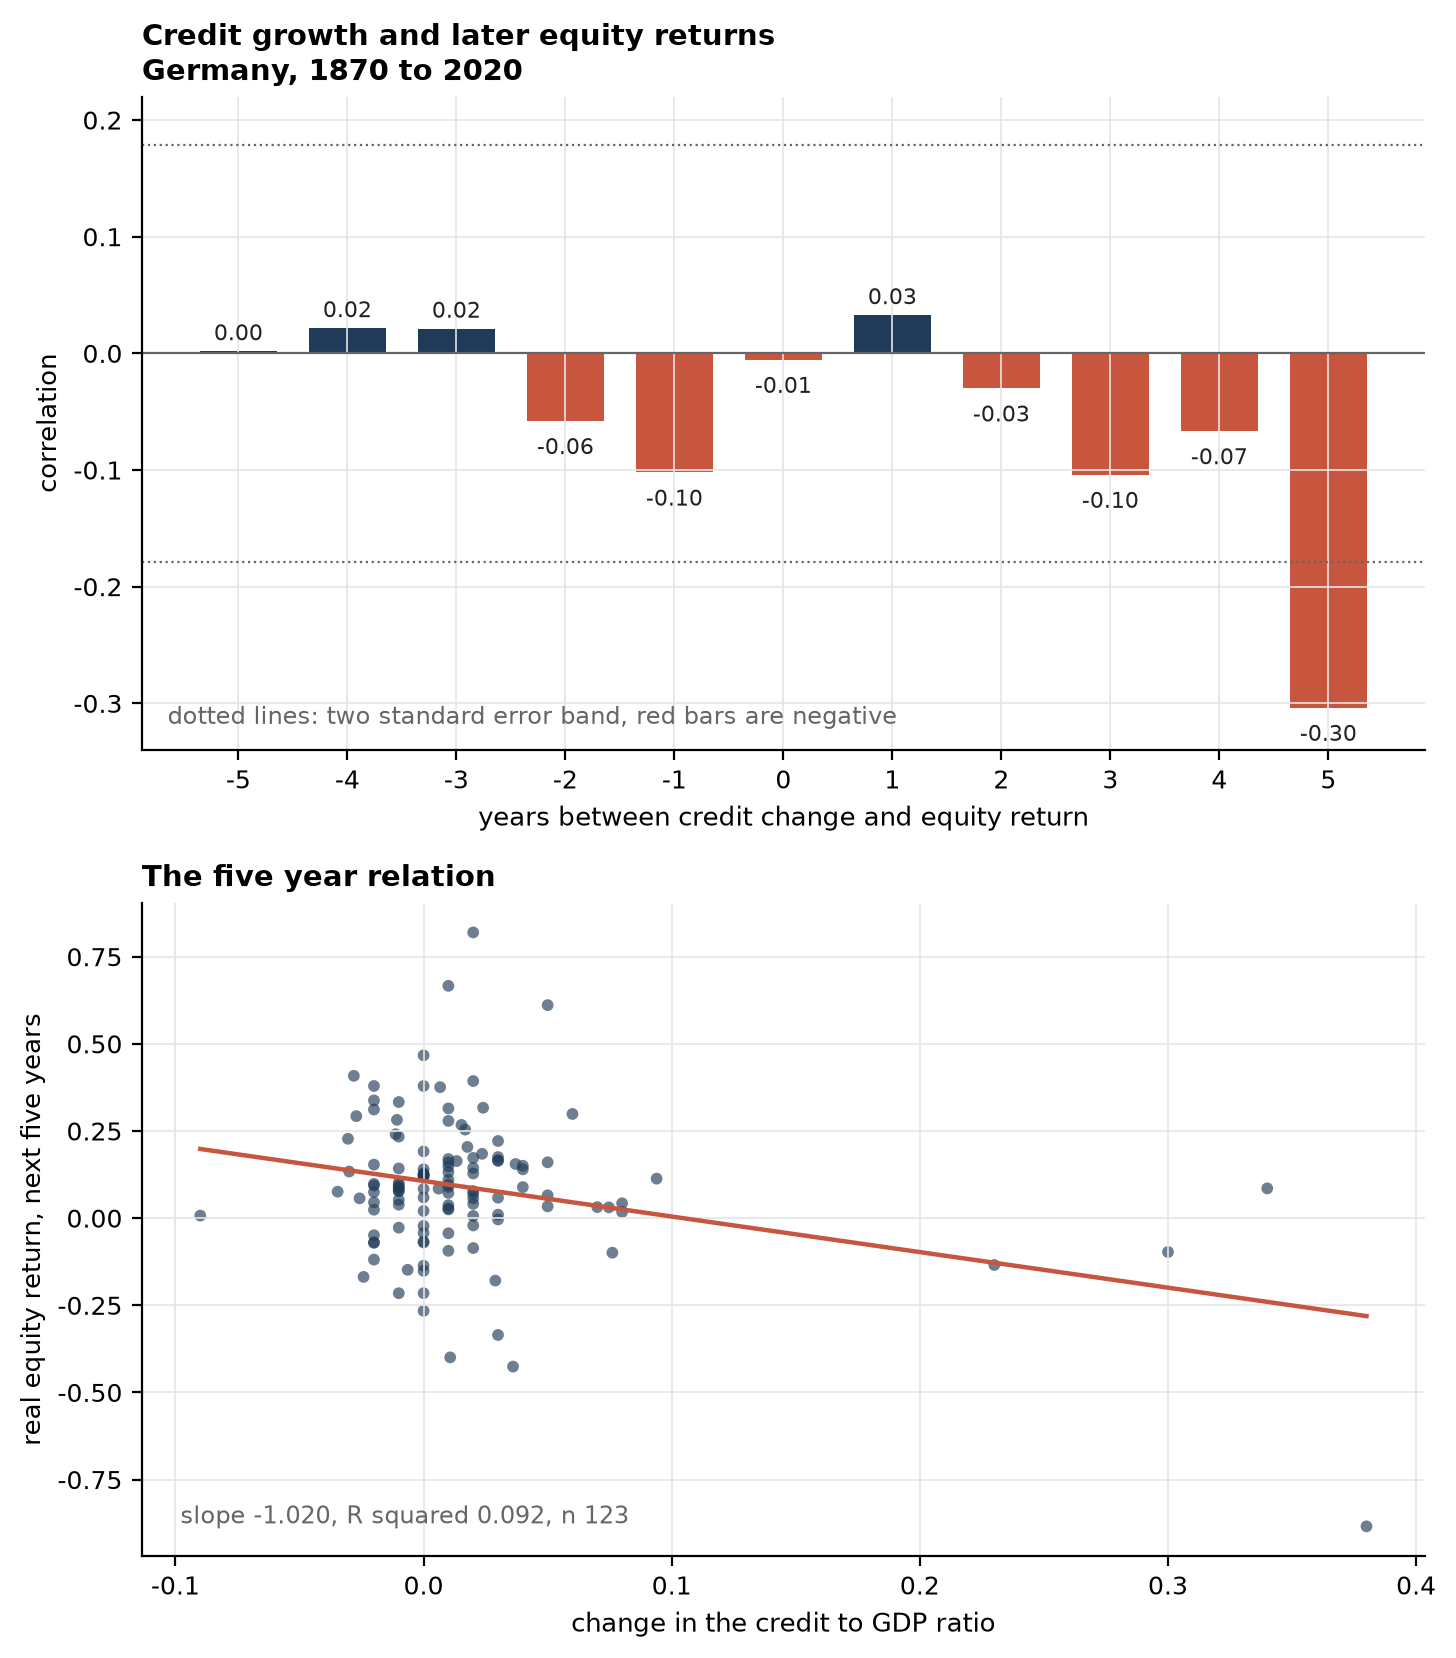 Credit growth and later equity returns
Germany, 1870 to 2020
0.2
0.1
0.0
-0.1
-0.2
-0.3
correlation
0.00
0.02
0.02
-0.06
-0.10
-0.01
0.03
-0.03
-0.10
-0.07
-0.30
dotted lines: two standard error band, red bars are negative
-5 -4 -3 -2 -1 0 1 2 3 4 5
years between credit change and equity return
The five year relation
0.75
0.50
0.25
0.00
-0.25
-0.50
-0.75
real equity return, next five years
slope -1.020, R squared 0.092, n 123
-0.1 0.0 0.1 0.2 0.3 0.4
change in the credit to GDP ratio